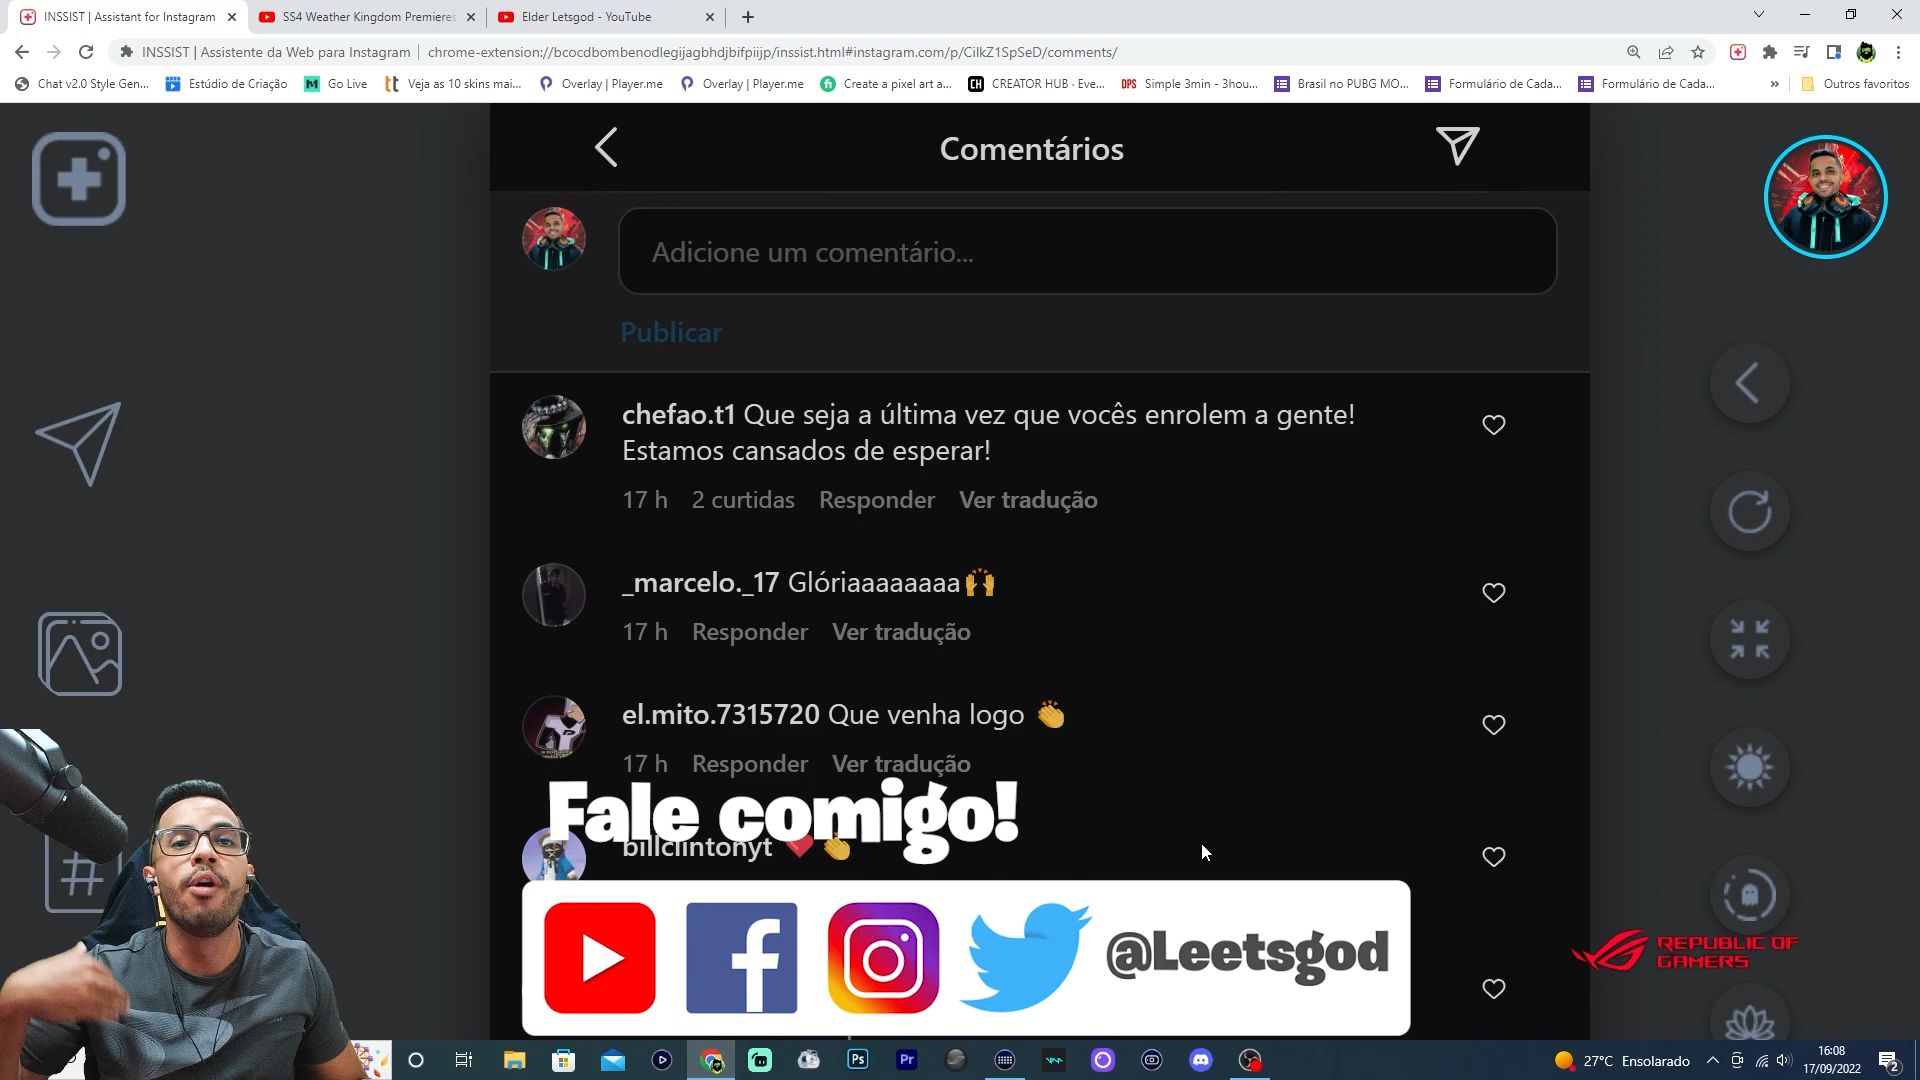 INSSIST | Assistant for Instagram
SS4 Weather Kingdom Premieres
Elder Letsgod - YouTube
INSSIST | Assistente da Web para Instagram
chrome-extension://bcocdbombenodlegijagbhdjbifpiijp/inssist.html#instagram.com/p/CilkZ1SpSeD/comments/
Chat v2.0 Style Gen...
Estúdio de Criação
Go Live
Veja as 10 skins mai...
Overlay | Player.me
Overlay | Player.me
Create a pixel art a...
CREATOR HUB · Eve...
Simple 3min - 3hou...
Brasil no PUBG MO...
Formulário de Cada...
Formulário de Cada...
»
Outros favoritos
Comentários
Adicione um comentário...
Publicar
chefao.t1 Que seja a última vez que vocês enrolem a gente!
Estamos cansados de esperar!
17 h 2 curtidas Responder Ver tradução
_marcelo._17 Glóriaaaaaaaa🙌
17 h Responder Ver tradução
el.mito.7315720 Que venha logo 👏
17 h Responder Ver tradução
Fale comigo!
billclintonyt ❤️ 👏
@Leetsgod
REPUBLIC OF
GAMERS
27°C Ensolarado
16:08
17/09/2022
2